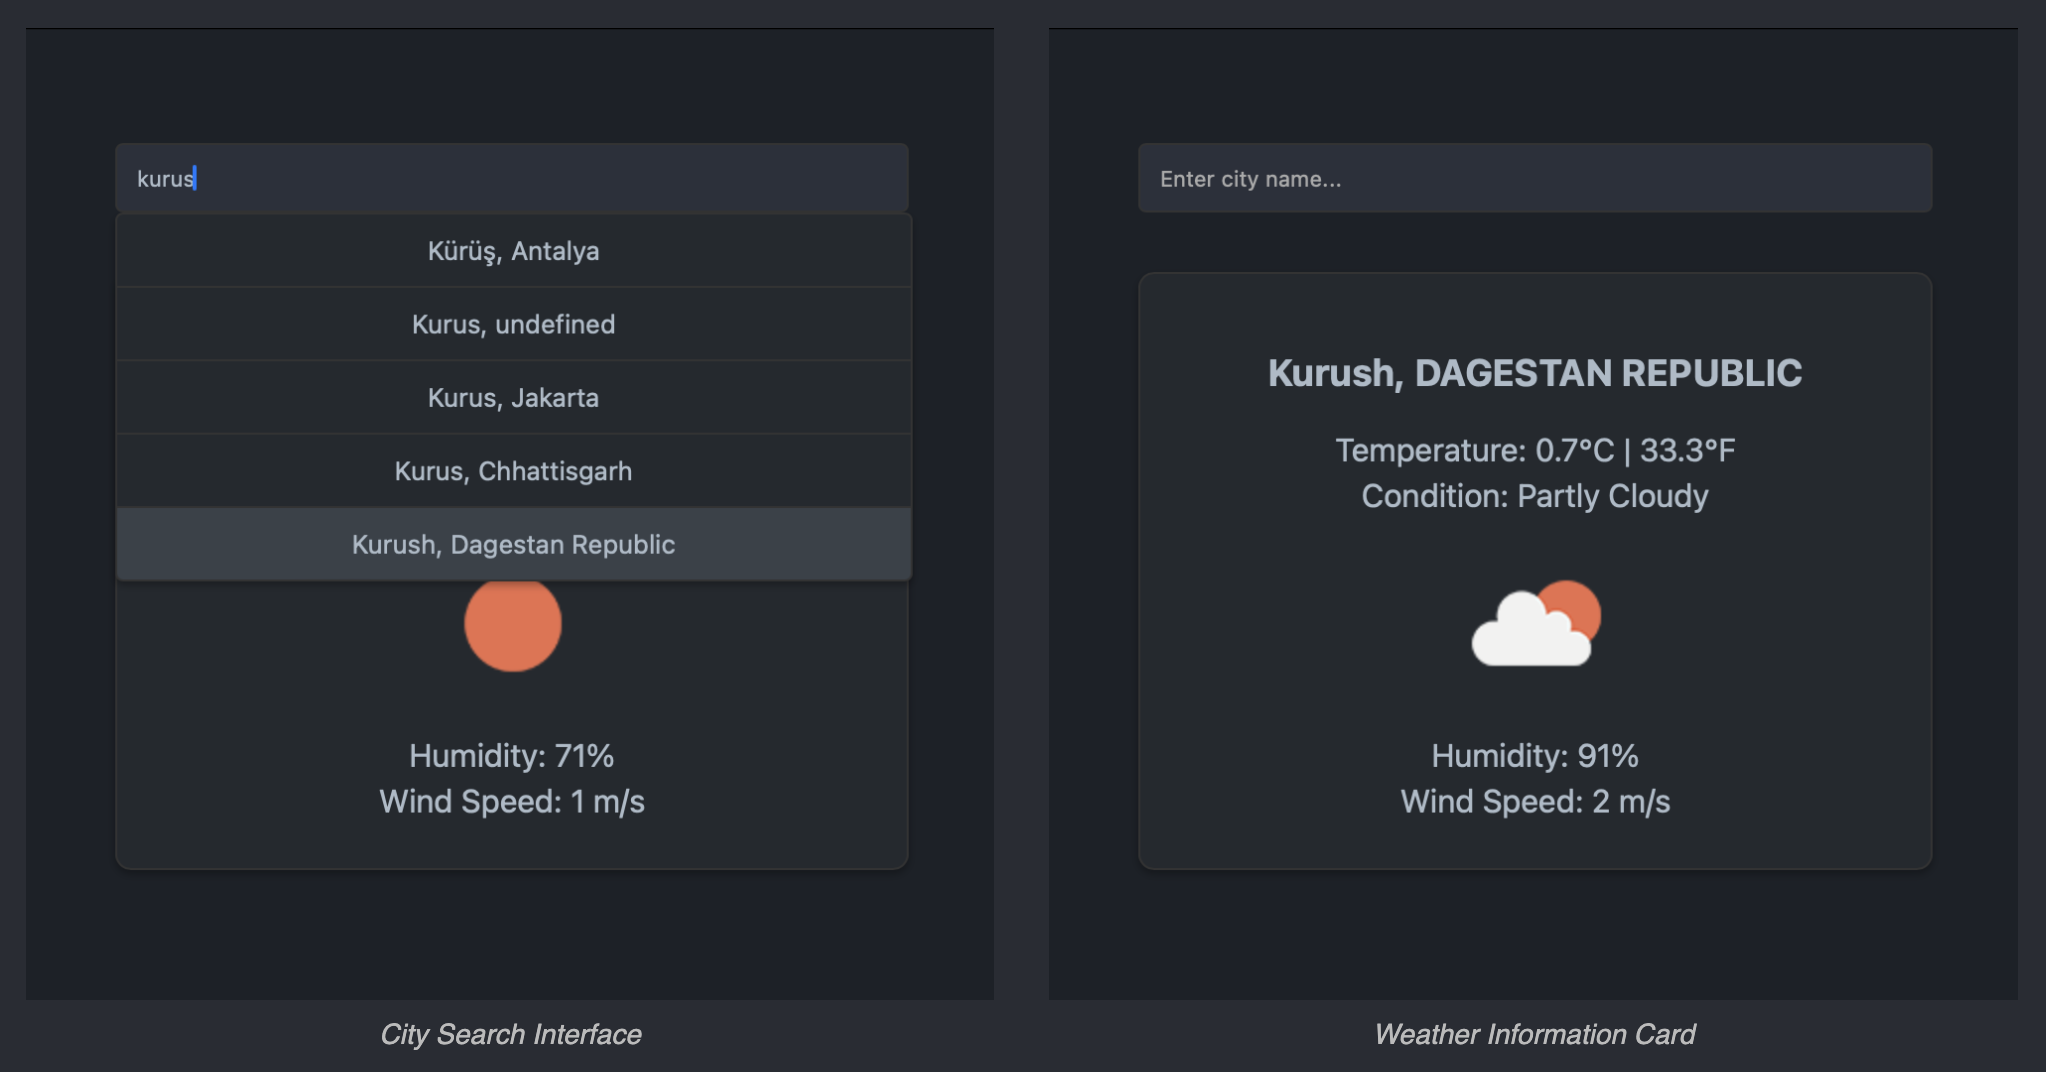 kurus
Kürüş, Antalya
Kurus, undefined
Kurus, Jakarta
Kurus, Chhattisgarh
Kurush, Dagestan Republic
Humidity: 71%
Wind Speed: 1 m/s
City Search Interface
Enter city name...
Kurush, DAGESTAN REPUBLIC
Temperature: 0.7°C | 33.3°F
Condition: Partly Cloudy
Humidity: 91%
Wind Speed: 2 m/s
Weather Information Card